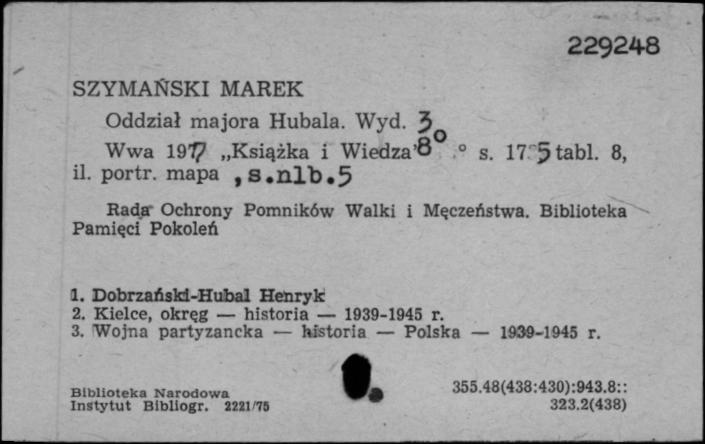 229248
SZYMAŃSKI MAREK
Oddział majora Hubala. Wyd. 3
Wwa 1977 „Książka i Wiedza” 8° s. 175 tabl. 8,
il. portr. mapa , s.nlb.5
Rada Ochrony Pomników Walki i Męczeństwa. Biblioteka
Pamięci Pokoleń
1. Dobrzański-Hubal Henryk
2. Kielce, okręg — historia — 1939-1945 r.
3. Wojna partyzancka — historia — Polska — 1939-1945 r.
Biblioteka Narodowa
Instytut Bibliogr. 2221/75
355.48(438:430):943.8::
323.2(438)